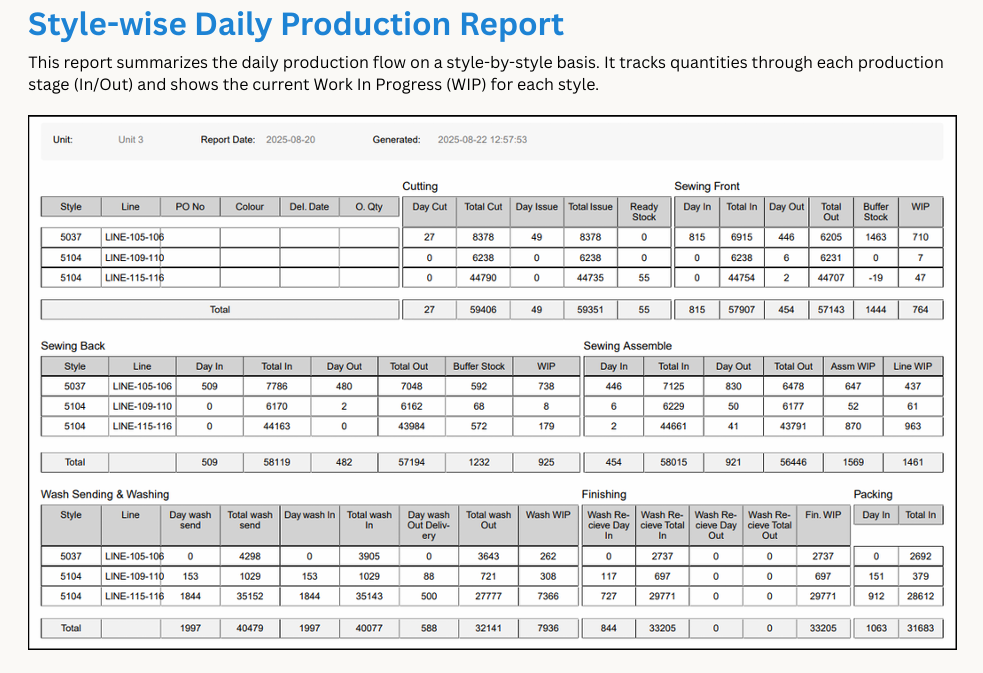 Style-wise Daily Production Report
This report summarizes the daily production flow on a style-by-style basis. It tracks quantities through each production
stage (In/Out) and shows the current Work In Progress (WIP) for each style.
Unit: Unit 3 Report Date: 2025-08-20 Generated: 2025-08-22 12:57:53
Cutting Sewing Front
Style Line PO No Colour Del. Date O. Qty Day Cut Total Cut Day Issue Total Issue Ready Day In Total In Day Out Total Buffer WIP
Stock Out Stock
5037 LINE-105-106 27 8378 49 8378 0 815 6915 446 6205 1463 710
5104 LINE-109-110 0 6238 0 6238 0 0 6238 6 6231 0 7
5104 LINE-115-116 0 44790 0 44735 55 0 44754 2 44707 -19 47
Total 27 59406 49 59351 55 815 57907 454 57143 1444 764
Sewing Back Sewing Assemble
Style Line Day In Total In Day Out Total Out Buffer Stock WIP Day In Total In Day Out Total Out Assm WIP Line WIP
5037 LINE-105-106 509 7786 480 7048 592 738 446 7125 830 6478 647 437
5104 LINE-109-110 0 6170 2 6162 68 8 6 6229 50 6177 52 61
5104 LINE-115-116 0 44163 0 43984 572 179 2 44661 41 43791 870 963
Total 509 58119 482 57194 1232 925 454 58015 921 56446 1569 1461
Wash Sending & Washing Finishing Packing
Style Line Day wash Total wash Day wash In Total wash Day wash Total wash Wash WIP Wash Re- Wash Re- Wash Re- Wash Re- Fin. WIP Day In Total In
send send In Out Deliv- Out cieve Day cieve Total cieve Day cieve Total
ery In In Out Out
5037 LINE-105-106 0 4298 0 3905 0 3643 262 0 2737 0 0 2737 0 2692
5104 LINE-109-110 153 1029 153 1029 88 721 308 117 697 0 0 697 151 379
5104 LINE-115-116 1844 35152 1844 35143 500 27777 7366 727 29771 0 0 29771 912 28612
Total 1997 40479 1997 40077 588 32141 7936 844 33205 0 0 33205 1063 31683